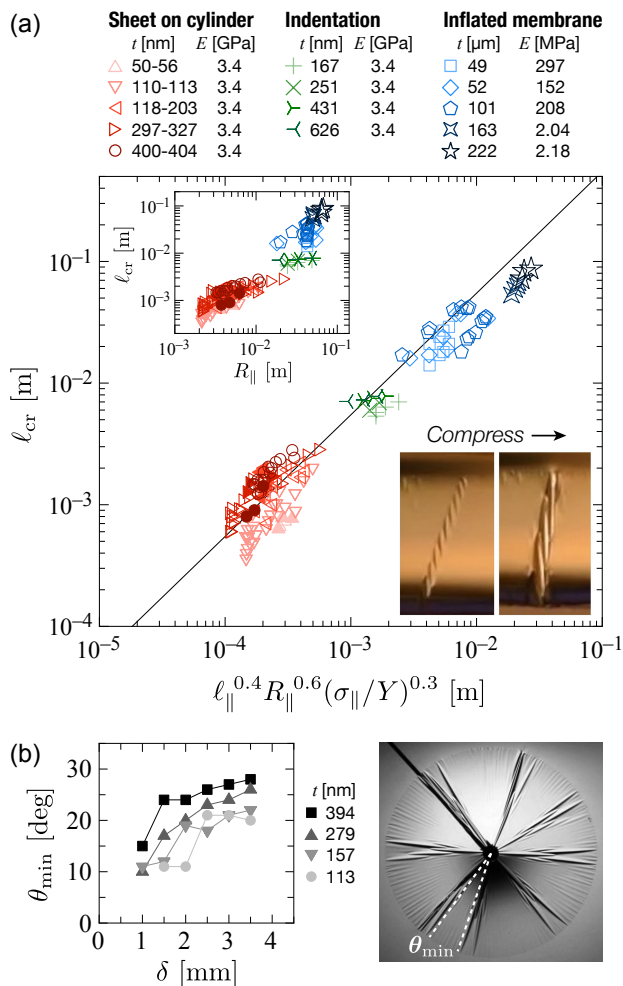 (a)
Sheet on cylinder Indentation Inflated membrane
t [nm] E [GPa] t [nm] E [GPa] t [μm] E [MPa]
50-56 3.4 167 3.4 49 297
110-113 3.4 251 3.4 52 152
118-203 3.4 431 3.4 101 208
297-327 3.4 626 3.4 163 2.04
400-404 3.4 222 2.18
10⁻¹
10⁻²
10⁻³
10⁻⁴
ℓcr [m]
10⁻¹
10⁻²
10⁻³
ℓcr [m]
10⁻³ 10⁻² 10⁻¹
R∥ [m]
Compress →
10⁻⁵ 10⁻⁴ 10⁻³ 10⁻² 10⁻¹
ℓ∥^0.4 R∥^0.6 (σ∥/Y)^0.3 [m]
(b)
30
20
10
0
θmin [deg]
0 1 2 3 4
δ [mm]
t [nm]
394
279
157
113
θmin